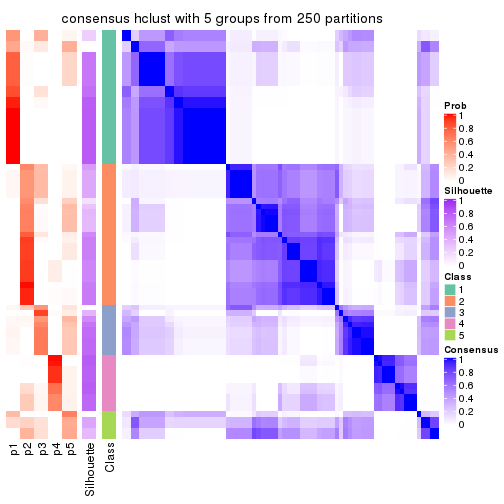 consensus hclust with 5 groups from 250 partitions
Prob
1
0.8
0.6
0.4
0.2
0
Silhouette
1
0.8
0.6
0.4
0.2
0
Class
1
2
3
4
5
Consensus
1
0.8
0.6
0.4
0.2
0
p1
p2
p3
p4
p5
Silhouette
Class